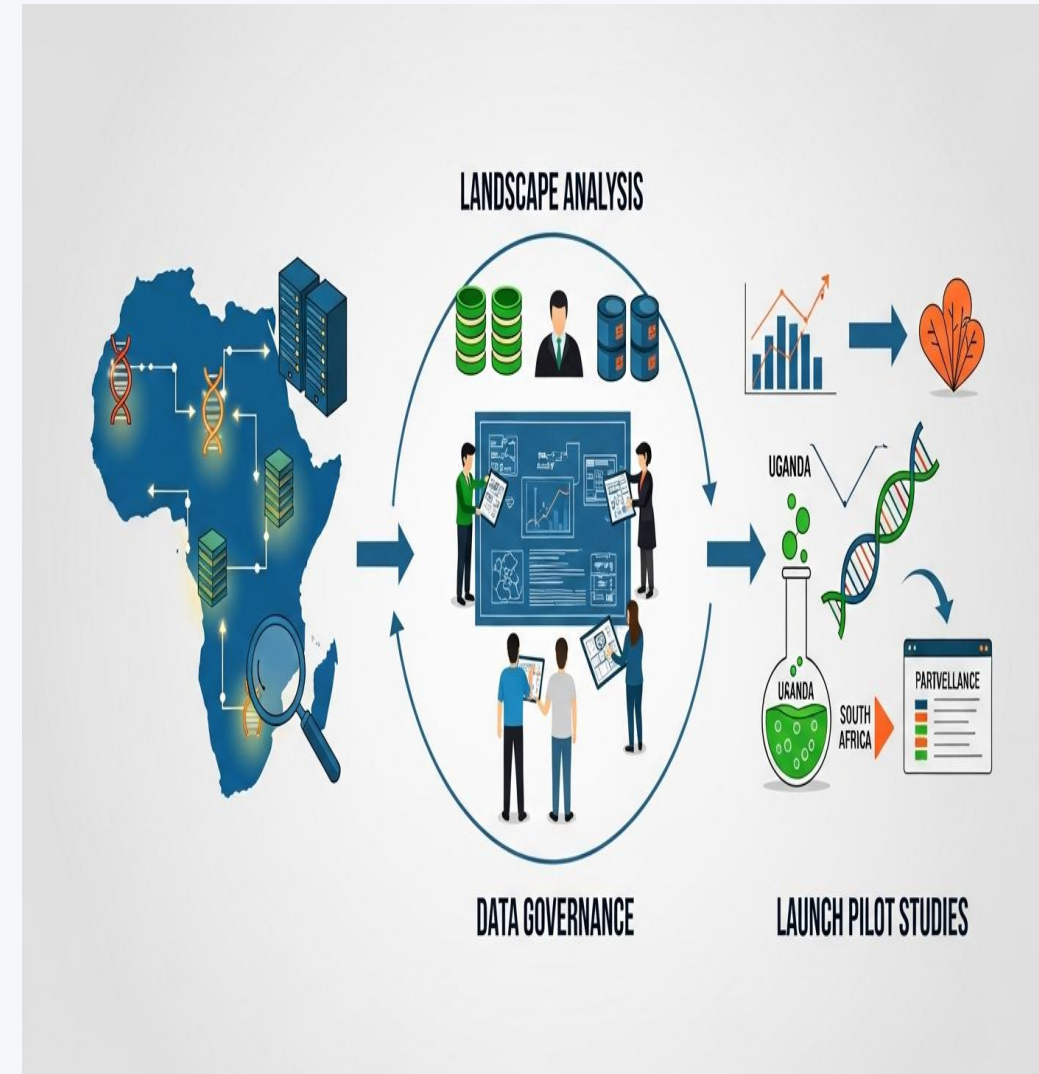 LANDSCAPE ANALYSIS
UGANDA
UGANDA
SOUTH
AFRICA
PARTVELLANCE
DATA GOVERNANCE
LAUNCH PILOT STUDIES